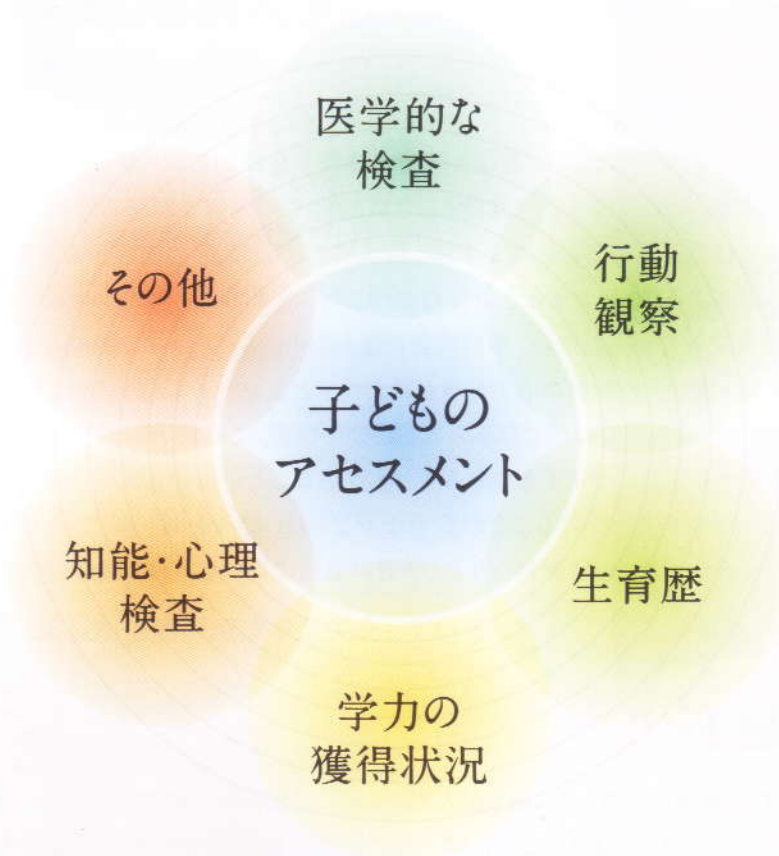 医学的な
検査
行動
観察
生育歴
学力の
獲得状況
知能・心理
検査
その他
子どもの
アセスメント